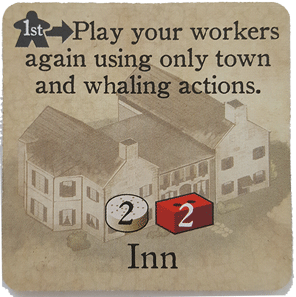 1st Play your workers
again using only town
and whaling actions.
2 2
Inn